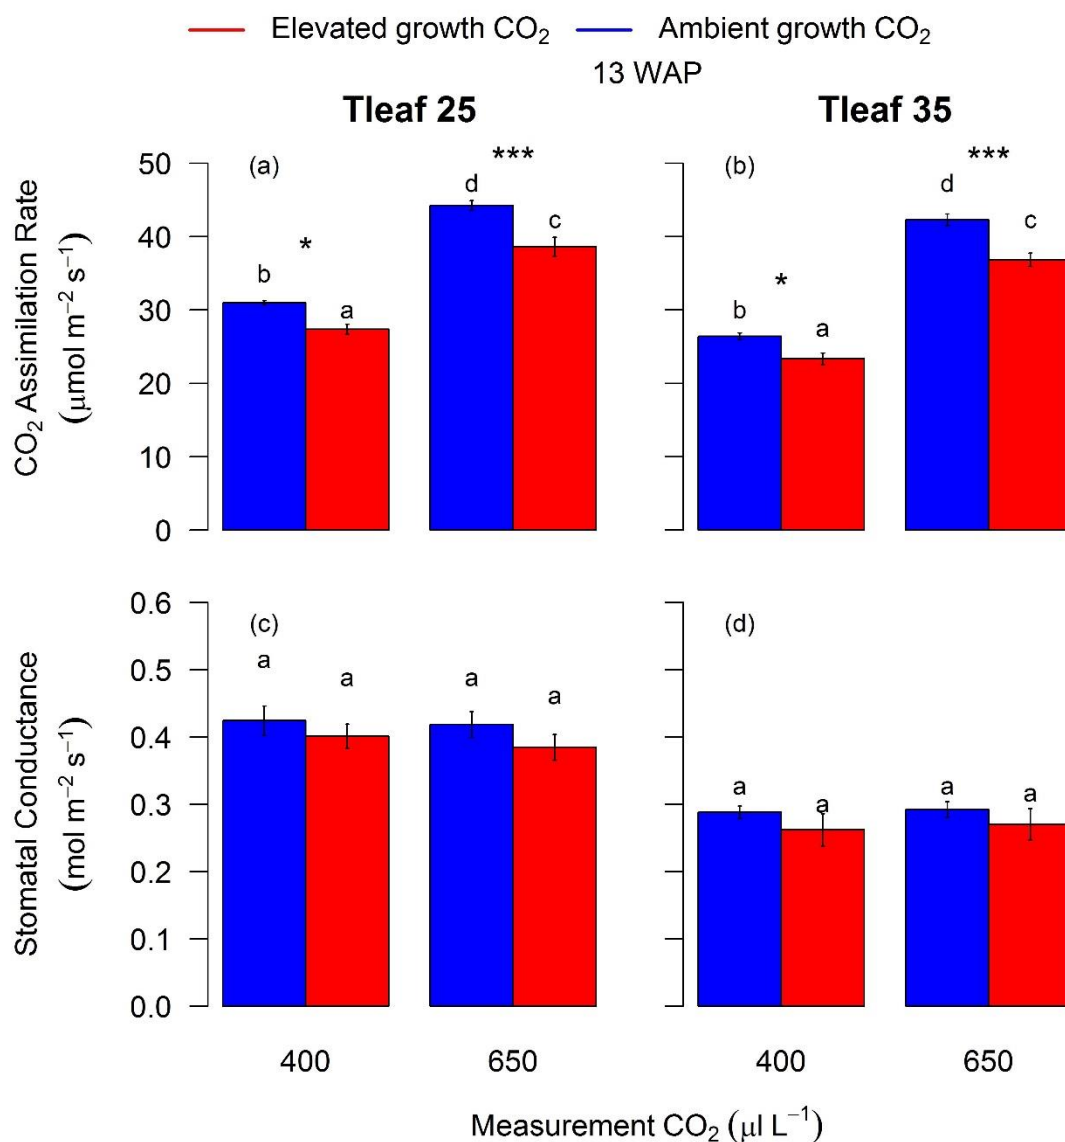 Elevated growth CO₂ Ambient growth CO₂
13 WAP
Tleaf 25 Tleaf 35
CO₂ Assimilation Rate
(μmol m⁻² s⁻¹)
50
40
30
20
10
0
(a)
b
*
a
d
***
c
(b)
b
*
a
d
***
c
Stomatal Conductance
(mol m⁻² s⁻¹)
0.6
0.5
0.4
0.3
0.2
0.1
0.0
(c)
a
a
a
a
(d)
a
a
a
a
400 650 400 650
Measurement CO₂ (μl L⁻¹)